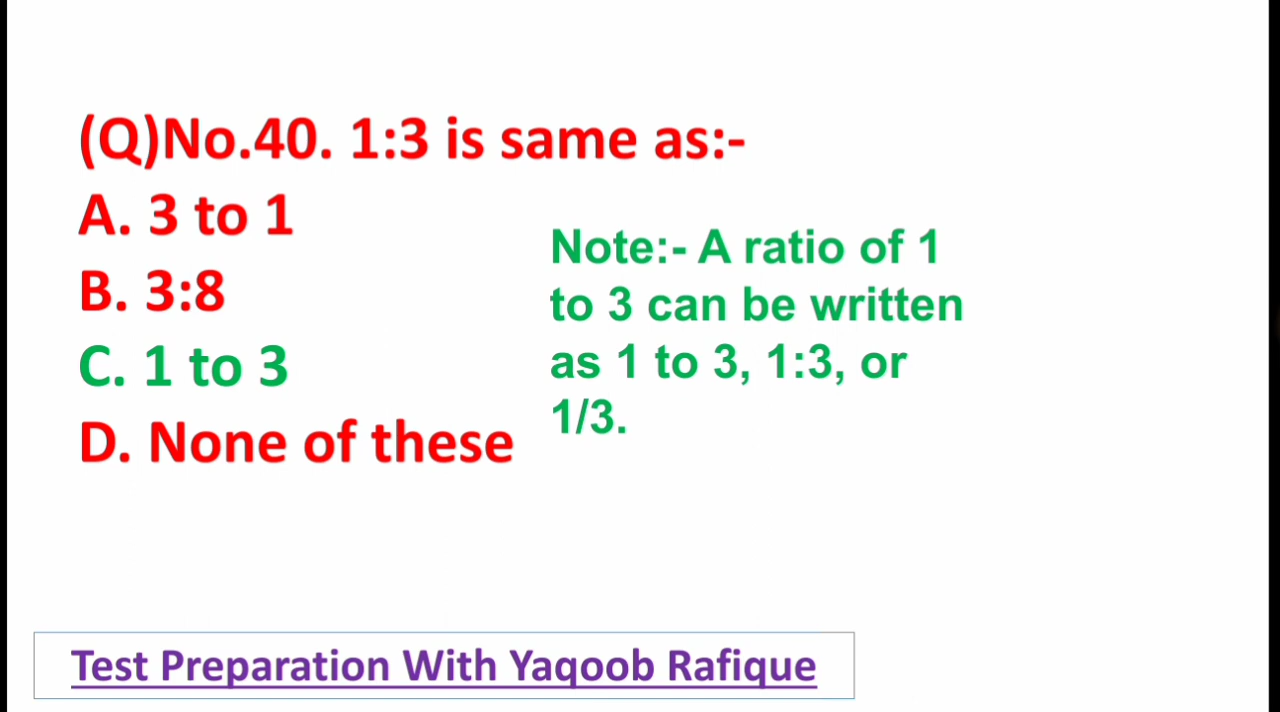 (Q)No.40. 1:3 is same as:-
A. 3 to 1
B. 3:8
C. 1 to 3
D. None of these
Note:- A ratio of 1
to 3 can be written
as 1 to 3, 1:3, or
1/3.
Test Preparation With Yaqoob Rafique